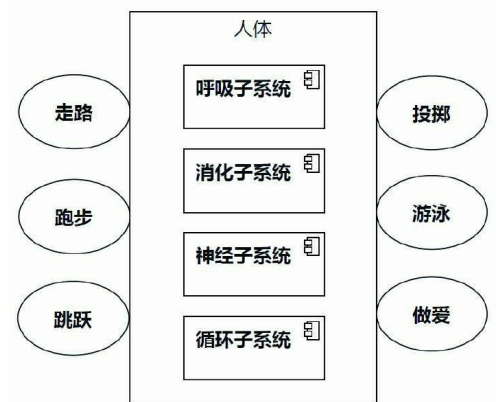 人体
呼吸子系统
走路
投掷
消化子系统
跑步
游泳
神经子系统
跳跃
做爱
循环子系统